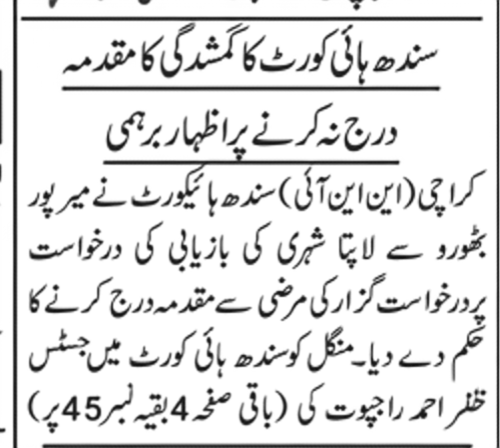 سندھ ہائی کورٹ کا گمشدگی کا مقدمہ
درج نہ کرنے پر اظہار برہمی
کراچی (این این آئی) سندھ ہائیکورٹ نے میر پور
بٹھورو سے لاپتا شہری کی بازیابی کی درخواست
پر درخواست گزار کی مرضی سے مقدمہ درج کرنے کا
حکم دے دیا۔ منگل کو سندھ ہائی کورٹ میں جسٹس
ظفر احمد راجپوت کی (باقی صفحہ 4 بقیہ نمبر 45 پر)